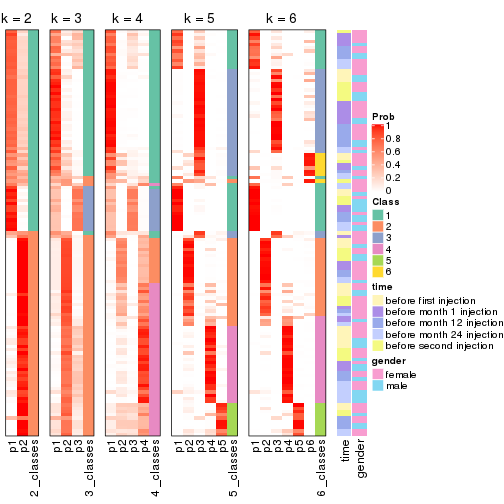 k = 2
k = 3
k = 4
k = 5
k = 6
p1
p2
2_classes
p1
p2
p3
3_classes
p1
p2
p3
p4
4_classes
p1
p2
p3
p4
p5
5_classes
p1
p2
p3
p4
p5
p6
6_classes
time
gender
Prob
1
0.8
0.6
0.4
0.2
0
Class
1
2
3
4
5
6
time
before first injection
before month 1 injection
before month 12 injection
before month 24 injection
before second injection
gender
female
male